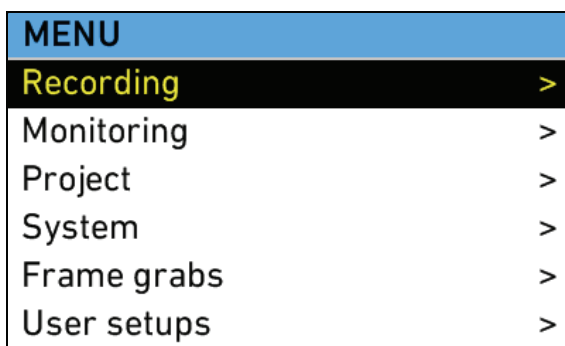 MENU
Recording >
Monitoring >
Project >
System >
Frame grabs >
User setups >